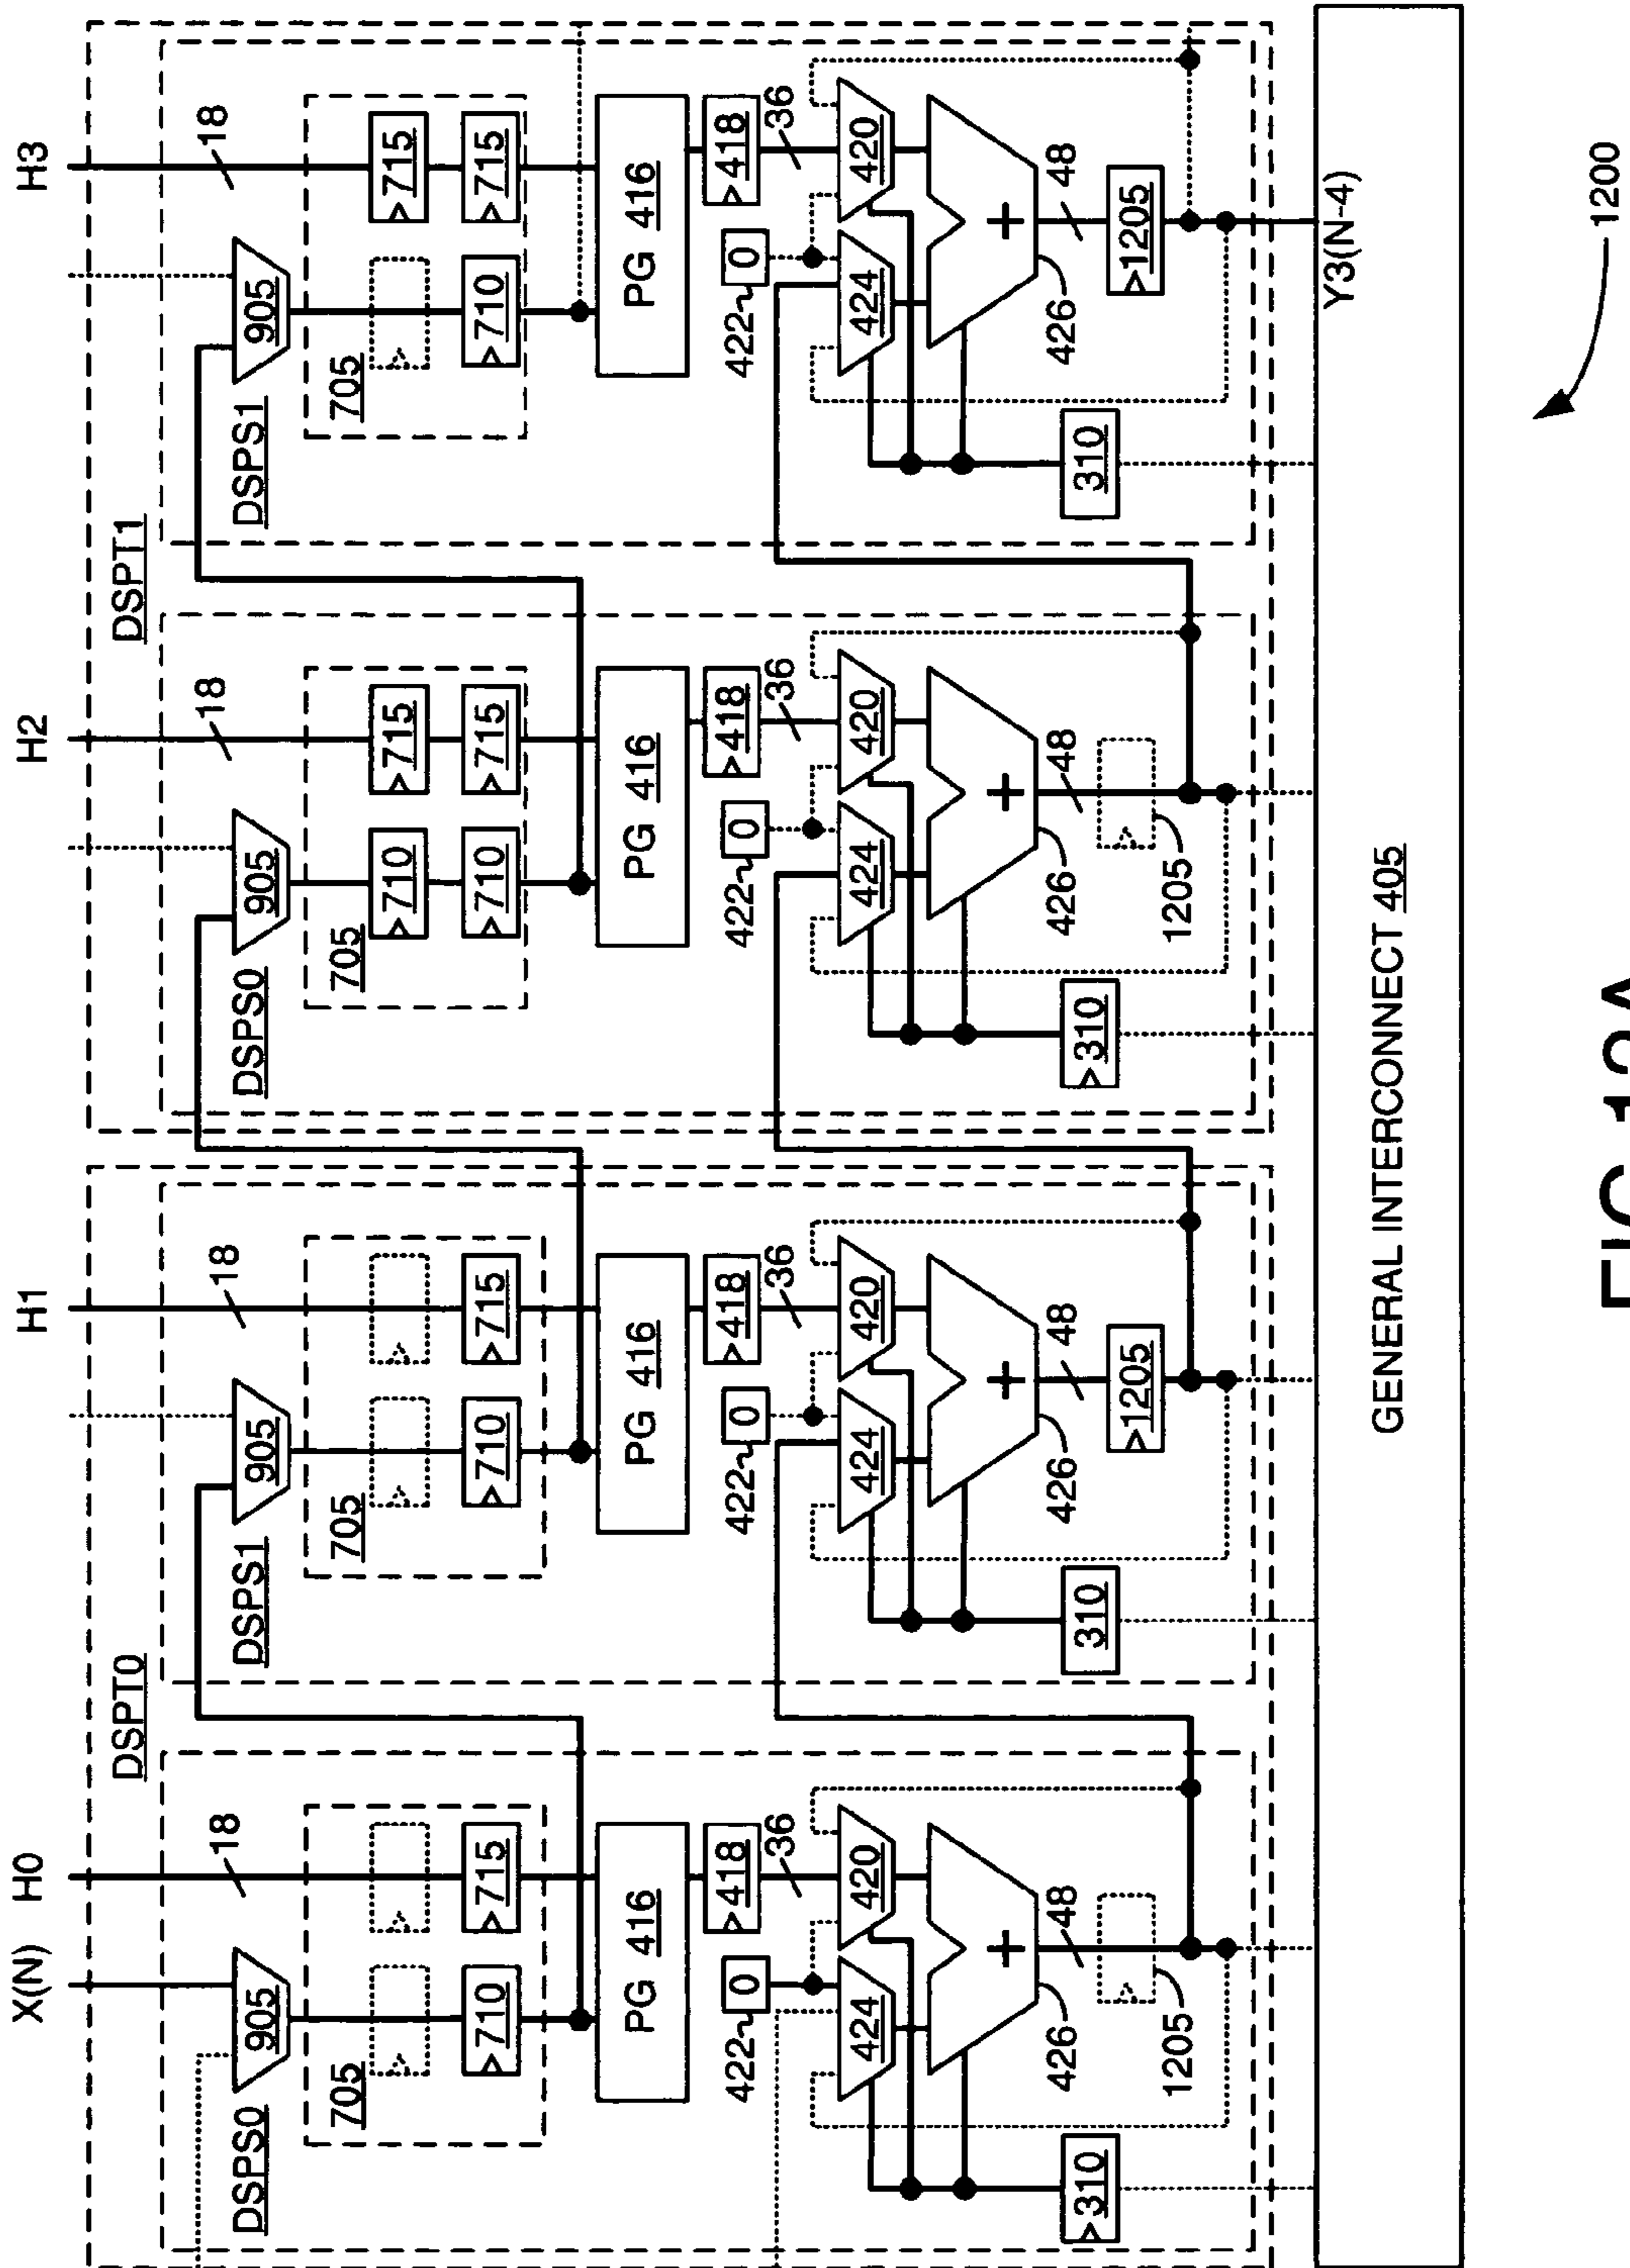 X(N) H0 H1 H2 H3
DSPT0 DSPT1
18 18 18 18
DSPS0 905 DSPS1 905 DSPS0 905 DSPS1 905
705 705 705 705
710 715 715
710 715 710 715 710 715 710 715
PG 416 PG 416 PG 416 PG 416
418 418 418 418
422 0 36 422 0 36 422 0 36 422 0 36
424 420 424 420 424 420 424 420
+ + + +
426 48 426 48 426 48 426 48
310 1205 310 1205 310 1205 310 1205
Y3(N-4)
GENERAL INTERCONNECT 405
1200